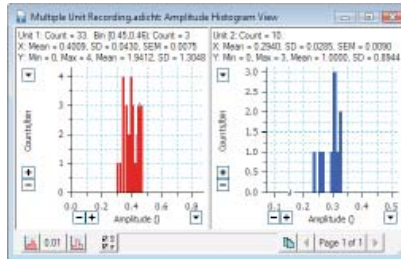 Multiple Unit Recording.adicht: Amplitude Histogram View
Unit 1: Count = 33. Bin [0.45,0.46): Count = 3
X: Mean = 0.4009, SD = 0.0430, SEM = 0.0075
Y: Min = 0, Max = 4, Mean = 1.9412, SD = 1.3048
Unit 2: Count = 10.
X: Mean = 0.2940, SD = 0.0285, SEM = 0.0090
Y: Min = 0, Max = 3, Mean = 1.0000, SD = 0.8944
Counts/bin
4
3
2
1
0
0.0 0.2 0.4 0.6 0.8
Amplitude ()
Counts/bin
3.0
2.5
2.0
1.5
1.0
0.5
0.0
0.1 0.2 0.3 0.4 0.5
Amplitude ()
0.01
Page 1 of 1